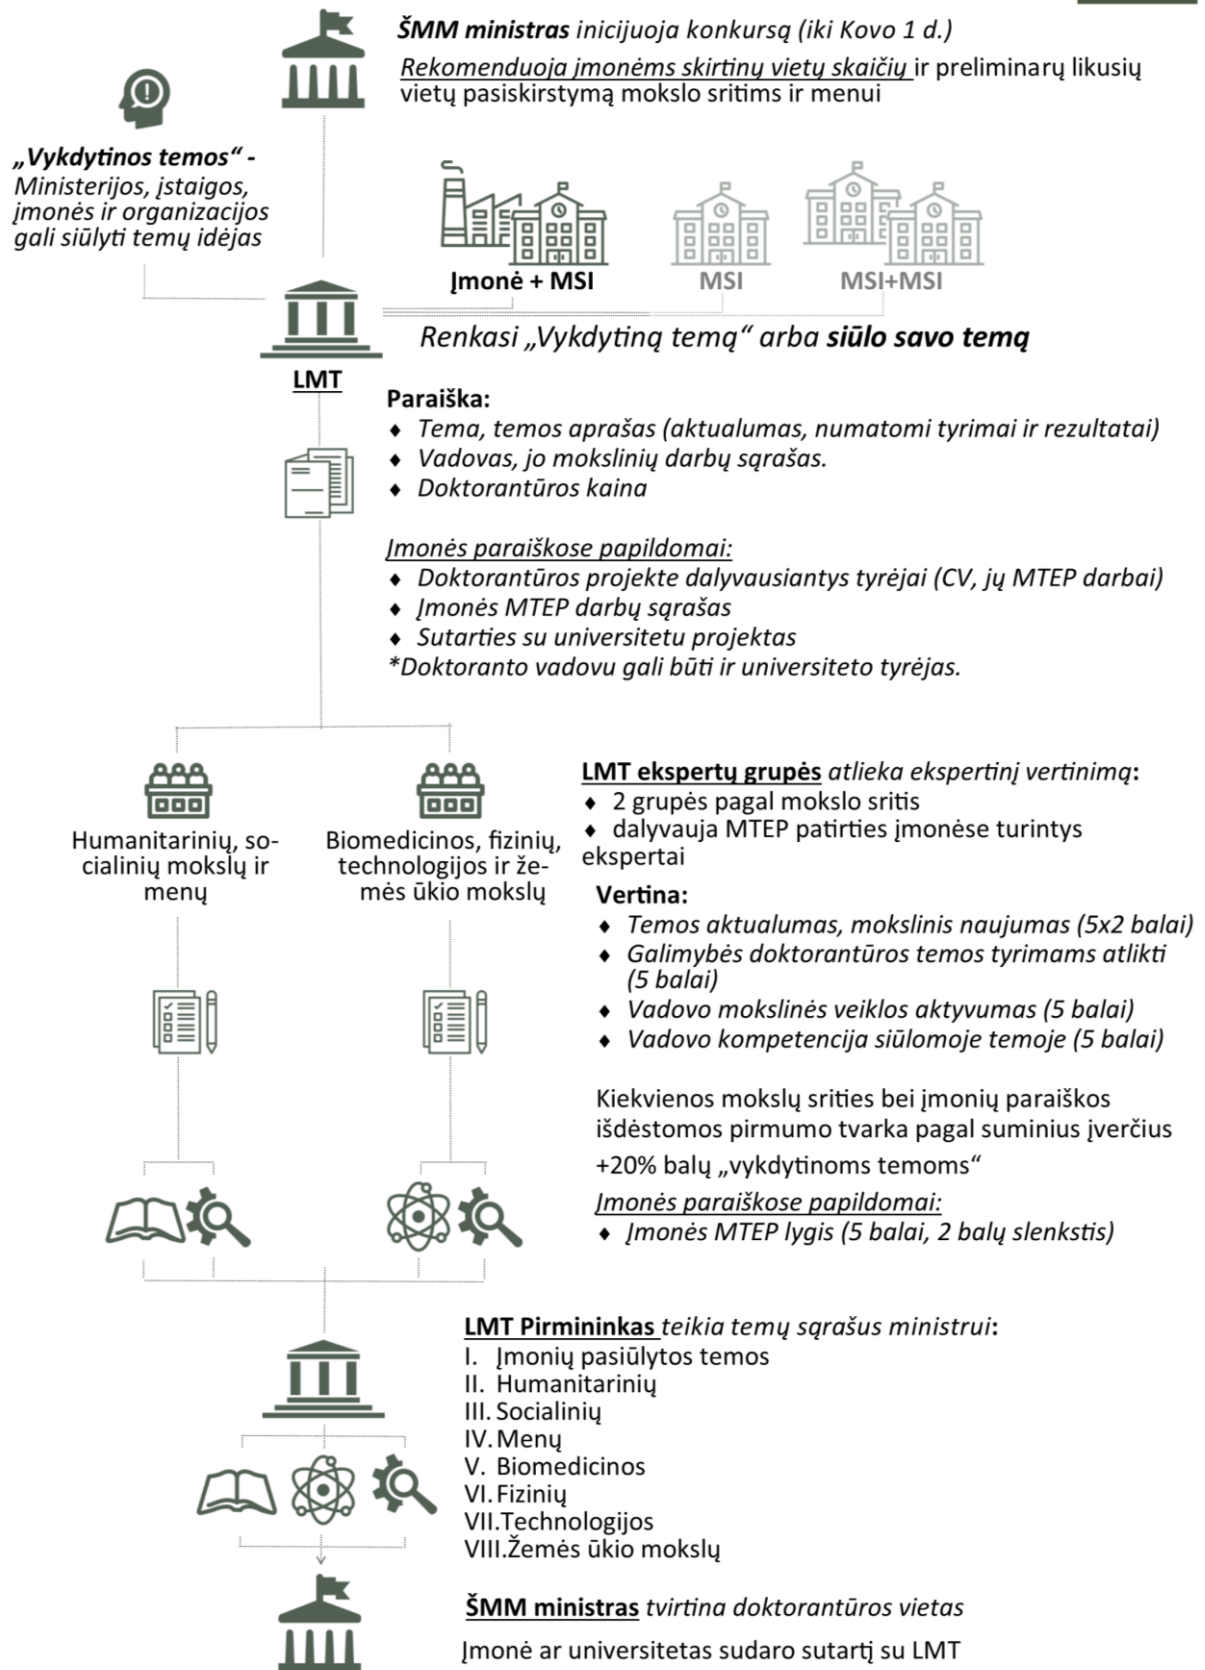 ŠMM ministras inicijuoja konkursą (iki Kovo 1 d.)
Rekomenduoja įmonėms skirtinų vietų skaičių ir preliminarų likusių
vietų pasiskirstymą mokslo sritims ir menui
„Vykdytinos temos“ -
Ministerijos, įstaigos,
įmonės ir organizacijos
gali siūlyti temų idėjas
Įmonė + MSI
MSI
MSI+MSI
Renkasi „Vykdytiną temą“ arba siūlo savo temą
LMT
Paraiška:
♦ Tema, temos aprašas (aktualumas, numatomi tyrimai ir rezultatai)
♦ Vadovas, jo mokslinių darbų sąrašas.
♦ Doktorantūros kaina
Įmonės paraiškose papildomai:
♦ Doktorantūros projekte dalyvausiantys tyrėjai (CV, jų MTEP darbai)
♦ Įmonės MTEP darbų sąrašas
♦ Sutarties su universitetu projektas
*Doktoranto vadovu gali būti ir universiteto tyrėjas.
Humanitarinių, so-
cialinių mokslų ir
menų
Biomedicinos, fizinių,
technologijos ir že-
mės ūkio mokslų
LMT ekspertų grupės atlieka ekspertinį vertinimą:
♦ 2 grupės pagal mokslo sritis
♦ dalyvauja MTEP patirties įmonėse turintys
ekspertai
Vertina:
♦ Temos aktualumas, mokslinis naujumas (5x2 balai)
♦ Galimybės doktorantūros temos tyrimams atlikti
(5 balai)
♦ Vadovo mokslinės veiklos aktyvumas (5 balai)
♦ Vadovo kompetencija siūlomoje temoje (5 balai)
Kiekvienos mokslų srities bei įmonių paraiškos
išdėstomos pirmumo tvarka pagal suminius įverčius
+20% balų „vykdytinoms temoms“
Įmonės paraiškose papildomai:
♦ Įmonės MTEP lygis (5 balai, 2 balų slenkstis)
LMT Pirmininkas teikia temų sąrašus ministrui:
I. Įmonių pasiūlytos temos
II. Humanitarinių
III. Socialinių
IV. Menų
V. Biomedicinos
VI. Fizinių
VII.Technologijos
VIII.Žemės ūkio mokslų
ŠMM ministras tvirtina doktorantūros vietas
Įmonė ar universitetas sudaro sutartį su LMT